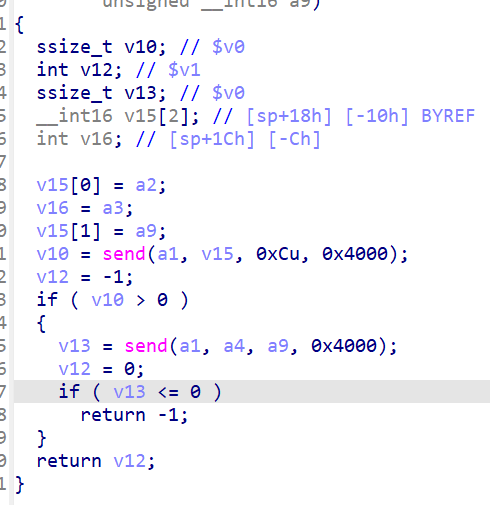 unsigned __int16 a9)
1 {
2 ssize_t v10; // $v0
3 int v12; // $v1
4 ssize_t v13; // $v0
5 __int16 v15[2]; // [sp+18h] [-10h] BYREF
6 int v16; // [sp+1Ch] [-Ch]
7
8 v15[0] = a2;
9 v16 = a3;
0 v15[1] = a9;
1 v10 = send(a1, v15, 0xCu, 0x4000);
2 v12 = -1;
3 if ( v10 > 0 )
4 {
5 v13 = send(a1, a4, a9, 0x4000);
6 v12 = 0;
7 if ( v13 <= 0 )
8 return -1;
9 }
0 return v12;
1 }